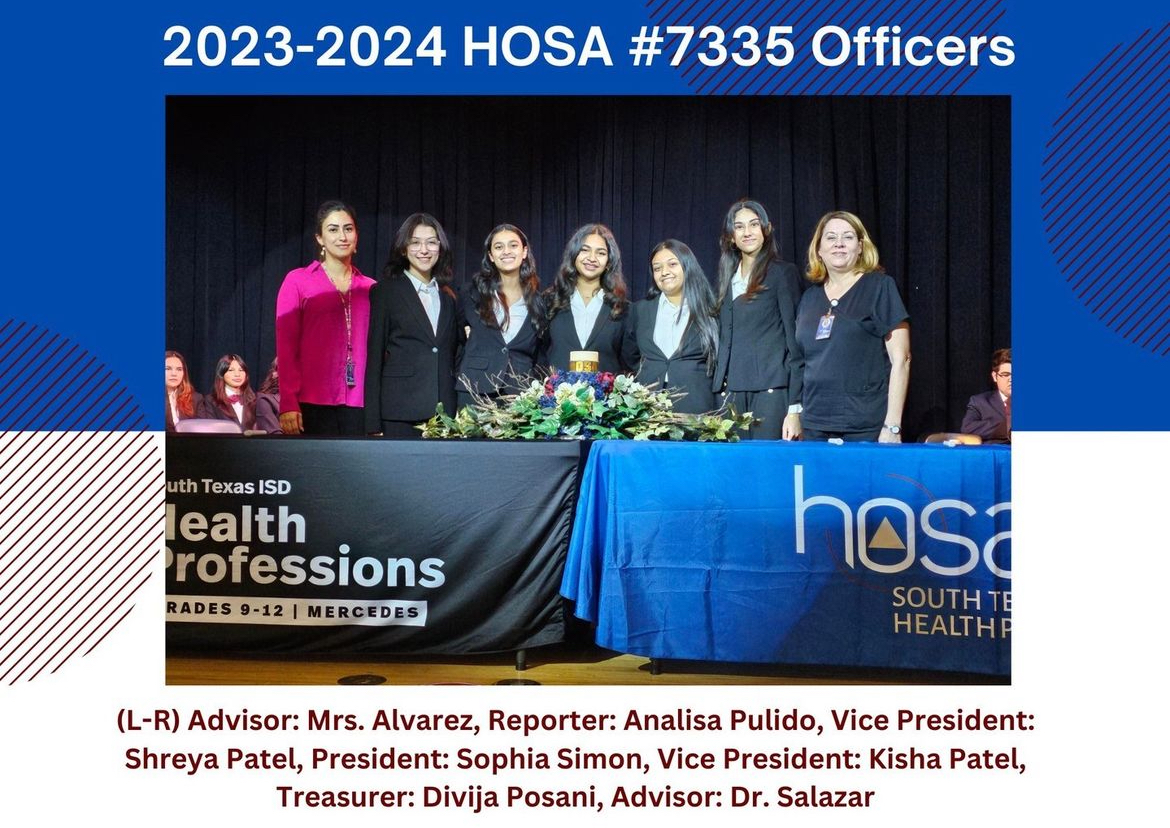 2023-2024 HOSA #7335 Officers
uth Texas ISD
Health
Professions
RADES 9-12 | MERCEDES
hosa
SOUTH TE
HEALTH P
(L-R) Advisor: Mrs. Alvarez, Reporter: Analisa Pulido, Vice President:
Shreya Patel, President: Sophia Simon, Vice President: Kisha Patel,
Treasurer: Divija Posani, Advisor: Dr. Salazar